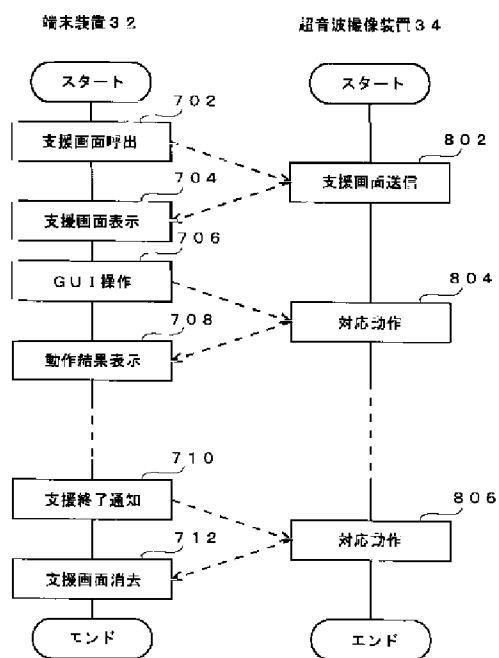 端末装置３２
超音波撮像装置３４
スタート
スタート
７０２
支援画面呼出
８０２
支援画面送信
７０４
支援画面表示
７０６
ＧＵＩ操作
８０４
対応動作
７０８
動作結果表示
７１０
支援終了通知
８０６
対応動作
７１２
支援画面消去
エンド
エンド